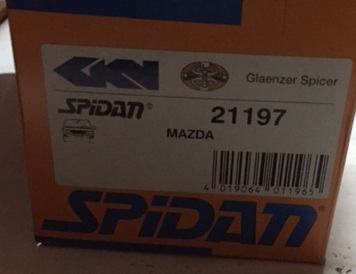 GKN Glaenzer Spicer
SPiDAN® 21197
MAZDA
4 019064 011965
SPiDAN